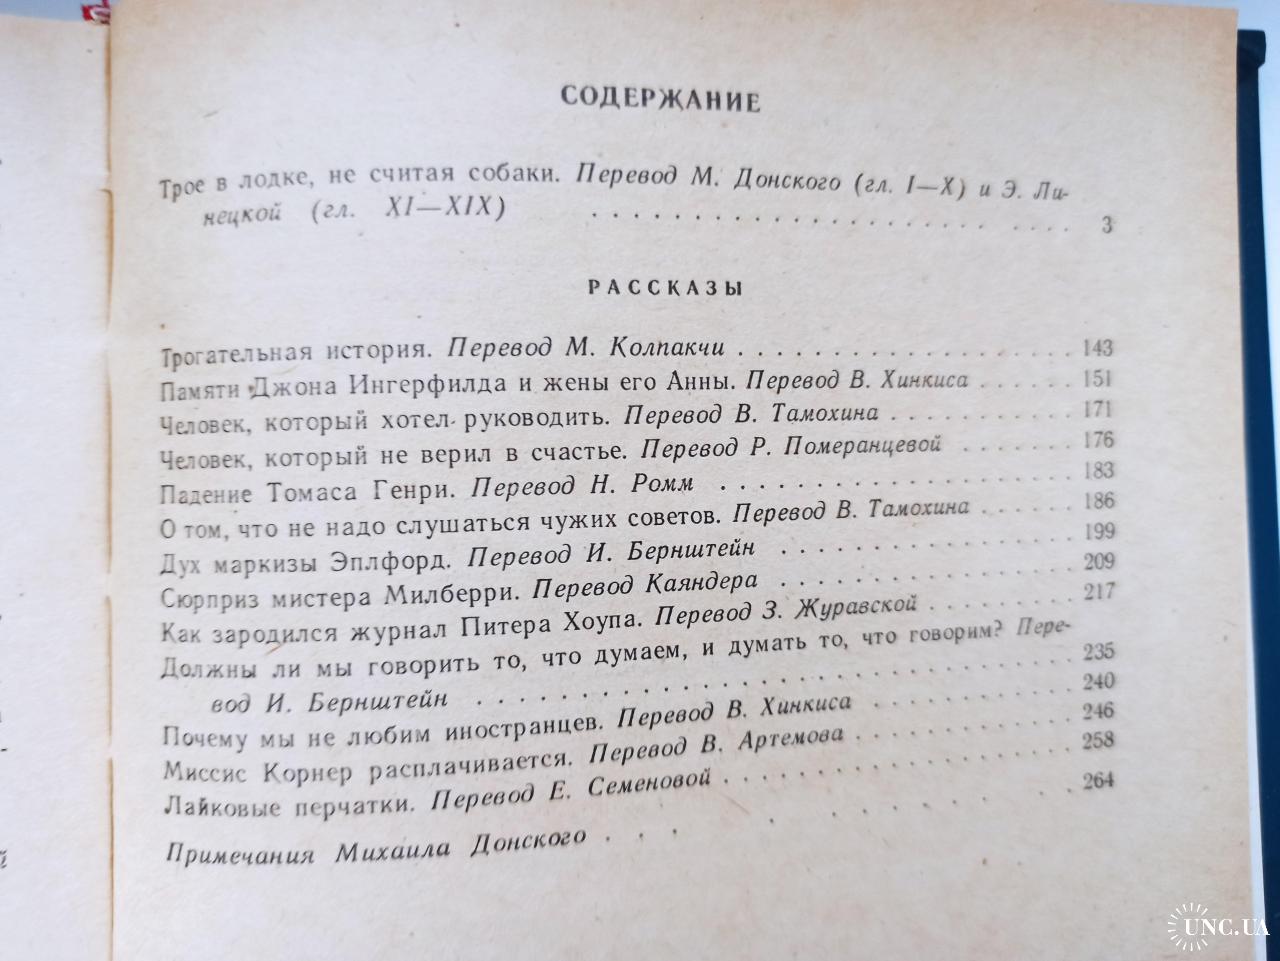 СОДЕРЖАНИЕ
Трое в лодке, не считая собаки. Перевод М. Донского (гл. I—X) и Э. Ли-
нецкой (гл. XI—XIX) . . . . . . . . . . . . . . . . . . . . . . 3
РАССКАЗЫ
Трогательная история. Перевод М. Колпакчи . . . . . . . . . . . . . . . . . . 143
Памяти Джона Ингерфилда и жены его Анны. Перевод В. Хинкиса . . . . . . 151
Человек, который хотел руководить. Перевод В. Тамохина . . . . . . . . . . . 171
Человек, который не верил в счастье. Перевод Р. Померанцевой . . . . . . . 176
Падение Томаса Генри. Перевод Н. Ромм . . . . . . . . . . . . . . . . . . 183
О том, что не надо слушаться чужих советов. Перевод В. Тамохина . . . . . . 186
Дух маркизы Эплфорд. Перевод И. Бернштейн . . . . . . . . . . . . . . . 199
Сюрприз мистера Милберри. Перевод Каяндера . . . . . . . . . . . . . . . 209
Как зародился журнал Питера Хоупа. Перевод З. Журавской . . . . . . . . . 217
Должны ли мы говорить то, что думаем, и думать то, что говорим? Пере-
вод И. Бернштейн . . . . . . . . . . . . . . . . . . . . . . . . . . 235
Почему мы не любим иностранцев. Перевод В. Хинкиса . . . . . . . . . . 240
Миссис Корнер расплачивается. Перевод В. Артемова . . . . . . . . . . . 246
Лайковые перчатки. Перевод Е. Семеновой . . . . . . . . . . . . . . . . 258
Примечания Михаила Донского . . . . . . . . . . 264
UNC.UA